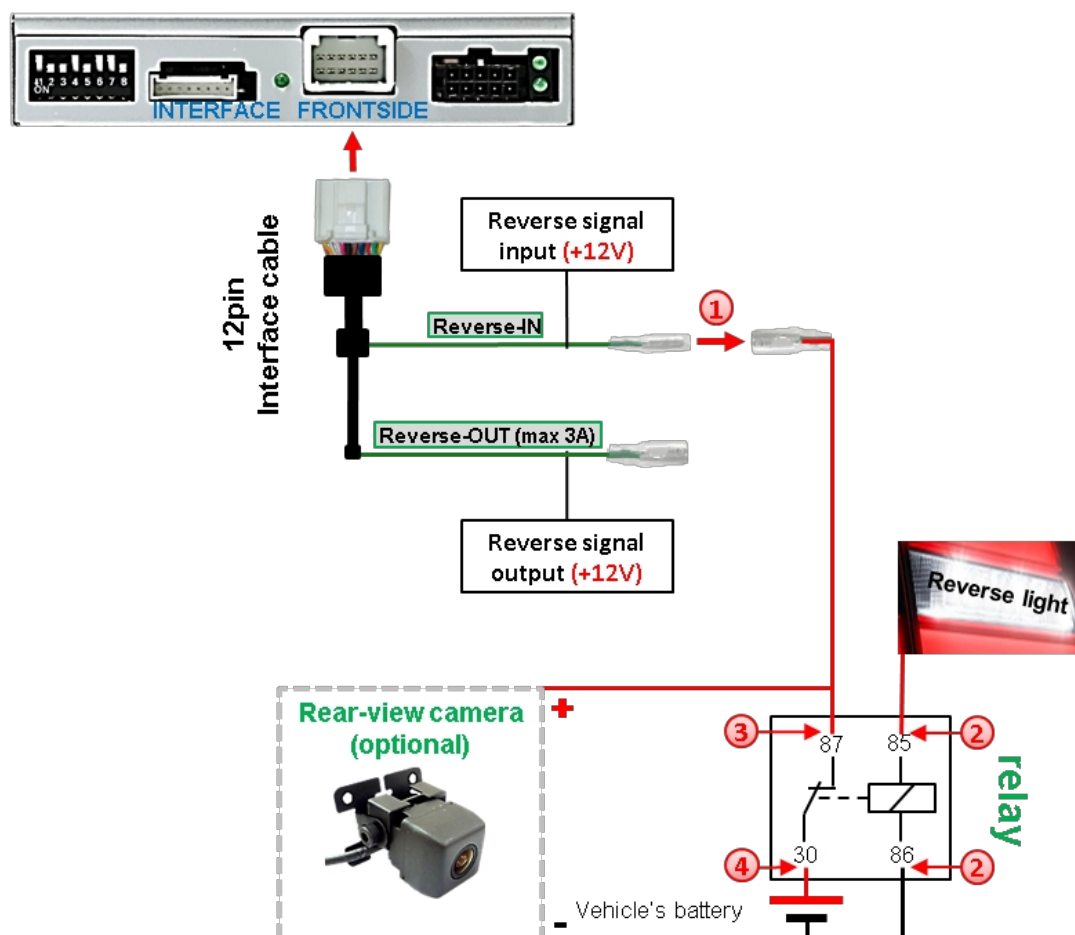 1 2 3 4 5 6 7 8
ON
INTERFACE FRONTSIDE
12pin
Interface cable
Reverse signal
input (+12V)
Reverse-IN
1
Reverse-OUT (max 3A)
Reverse signal
output (+12V)
Reverse light
Rear-view camera
(optional)
+
3
87
85
2
relay
4
30
86
2
- Vehicle's battery